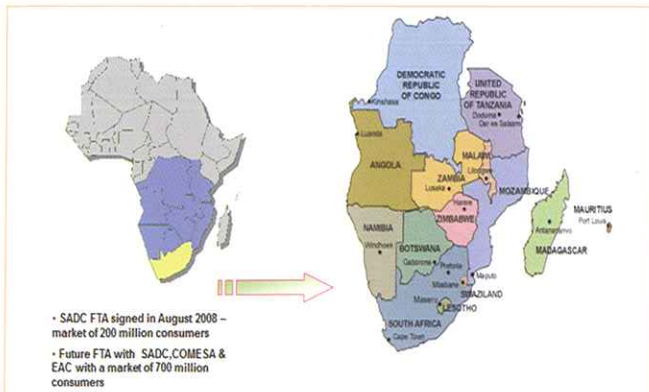 DEMOCRATIC
REPUBLIC
OF CONGO
Kinshasa
UNITED
REPUBLIC
OF TANZANIA
Dodoma
Dar es Salaam
Luanda
ANGOLA
MALAWI
Lilongwe
ZAMBIA
Lusaka
MOZAMBIQUE
Harare
ZIMBABWE
MAURITIUS
Port Louis
Antananarivo
MADAGASCAR
NAMIBIA
Windhoek
BOTSWANA
Gaborone
Pretoria
Maputo
Mbabane
SWAZILAND
Maseru
LESOTHO
SOUTH AFRICA
Cape Town
• SADC FTA signed in August 2008 –
market of 200 million consumers
• Future FTA with SADC,COMESA &
EAC with a market of 700 million
consumers